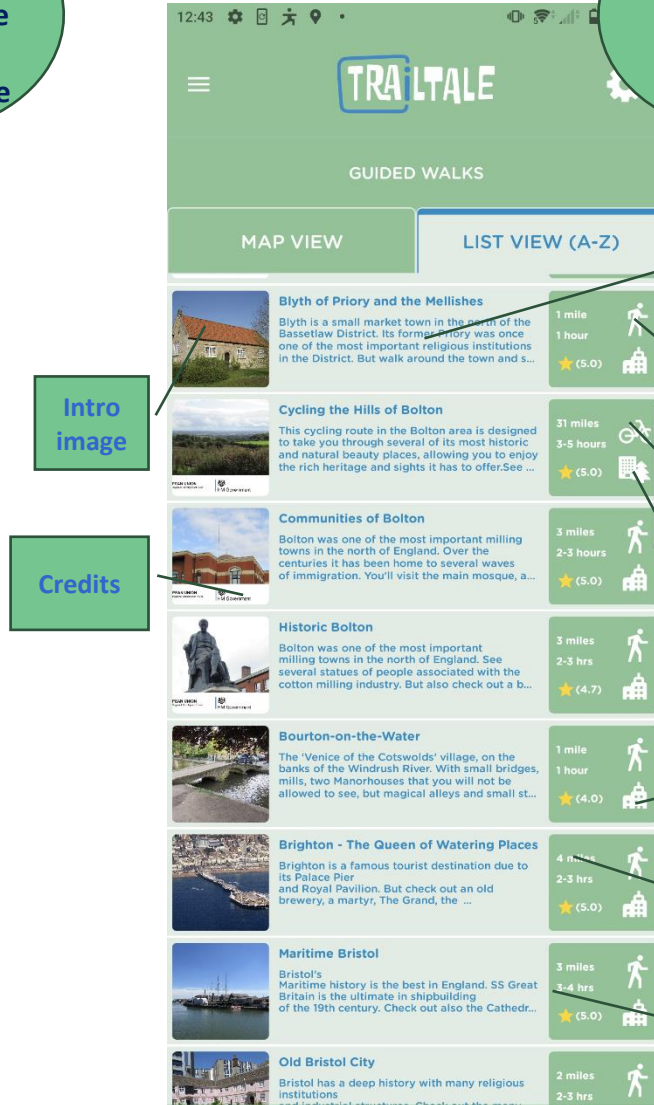 e
e
12:43
TRAiLTALE
GUIDED WALKS
MAP VIEW
LIST VIEW (A-Z)
Blyth of Priory and the Mellishes
Blyth is a small market town in the north of the
Bassetlaw District. Its former Priory was once
one of the most important religious institutions
in the District. But walk around the town and s...
1 mile
1 hour
(5.0)
Intro
image
Cycling the Hills of Bolton
This cycling route in the Bolton area is designed
to take you through several of its most historic
and natural beauty places, allowing you to enjoy
the rich heritage and sights it has to offer.See ...
31 miles
3-5 hours
(5.0)
HM Government
Communities of Bolton
Bolton was one of the most important milling
towns in the north of England. Over the
centuries it has been home to several waves
of immigration. You'll visit the main mosque, a...
3 miles
2-3 hours
(5.0)
HM Government
Credits
Historic Bolton
Bolton was one of the most important
milling towns in the north of England. See
several statues of people associated with the
cotton milling industry. But also check out a b...
3 miles
2-3 hrs
(4.7)
HM Government
Bourton-on-the-Water
The 'Venice of the Cotswolds' village, on the
banks of the Windrush River. With small bridges,
mills, two Manorhouses that you will not be
allowed to see, but magical alleys and small st...
1 mile
1 hour
(4.0)
Brighton - The Queen of Watering Places
Brighton is a famous tourist destination due to
its Palace Pier
and Royal Pavilion. But check out an old
brewery, a martyr, The Grand, the ...
4 miles
2-3 hrs
(5.0)
Maritime Bristol
Bristol's
Maritime history is the best in England. SS Great
Britain is the ultimate in shipbuilding
of the 19th century. Check out also the Cathedr...
3 miles
3-4 hrs
(5.0)
Old Bristol City
Bristol has a deep history with many religious
institutions
and industrial structures. Check out the many
2 miles
2-3 hrs